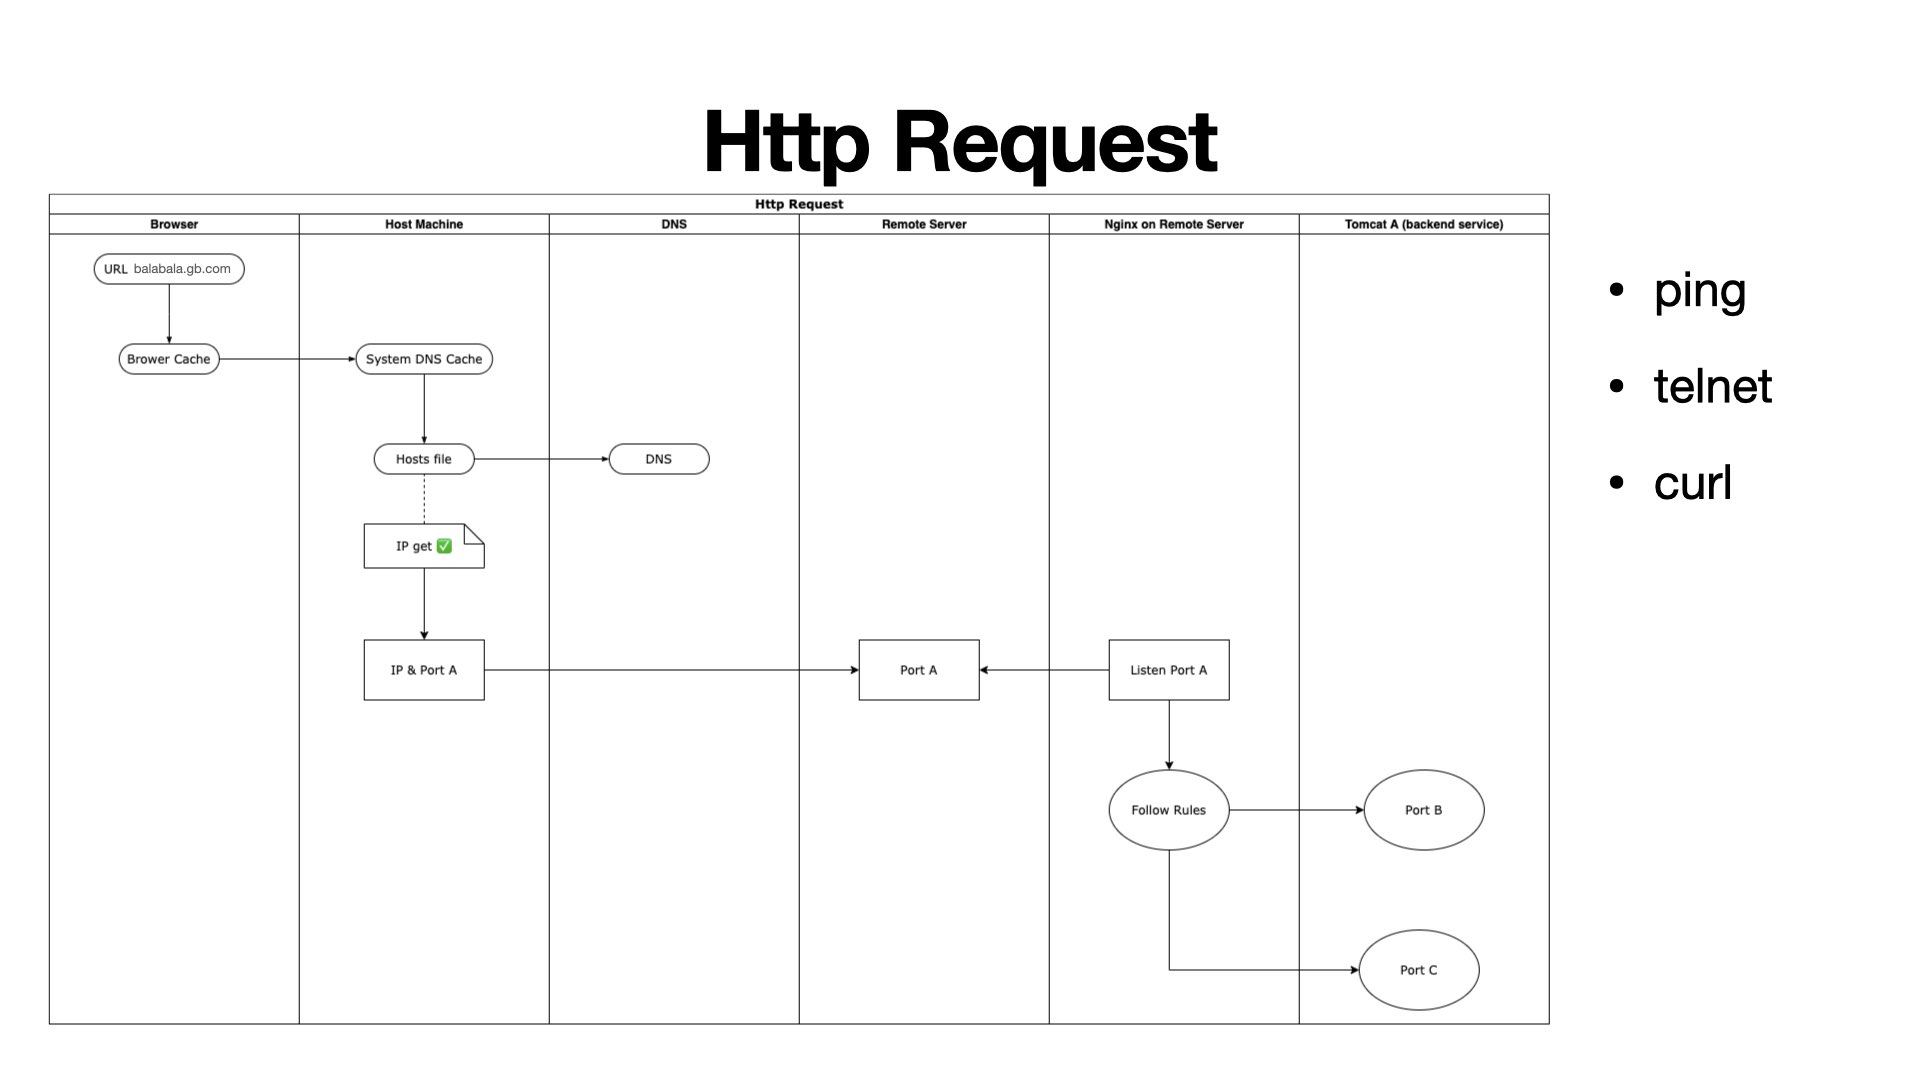 Http Request
Http Request
Browser
Host Machine
DNS
Remote Server
Nginx on Remote Server
Tomcat A (backend service)
URL balabala.gb.com
Brower Cache
System DNS Cache
Hosts file
DNS
IP get ✅
IP & Port A
Port A
Listen Port A
Follow Rules
Port B
Port C
• ping
• telnet
• curl